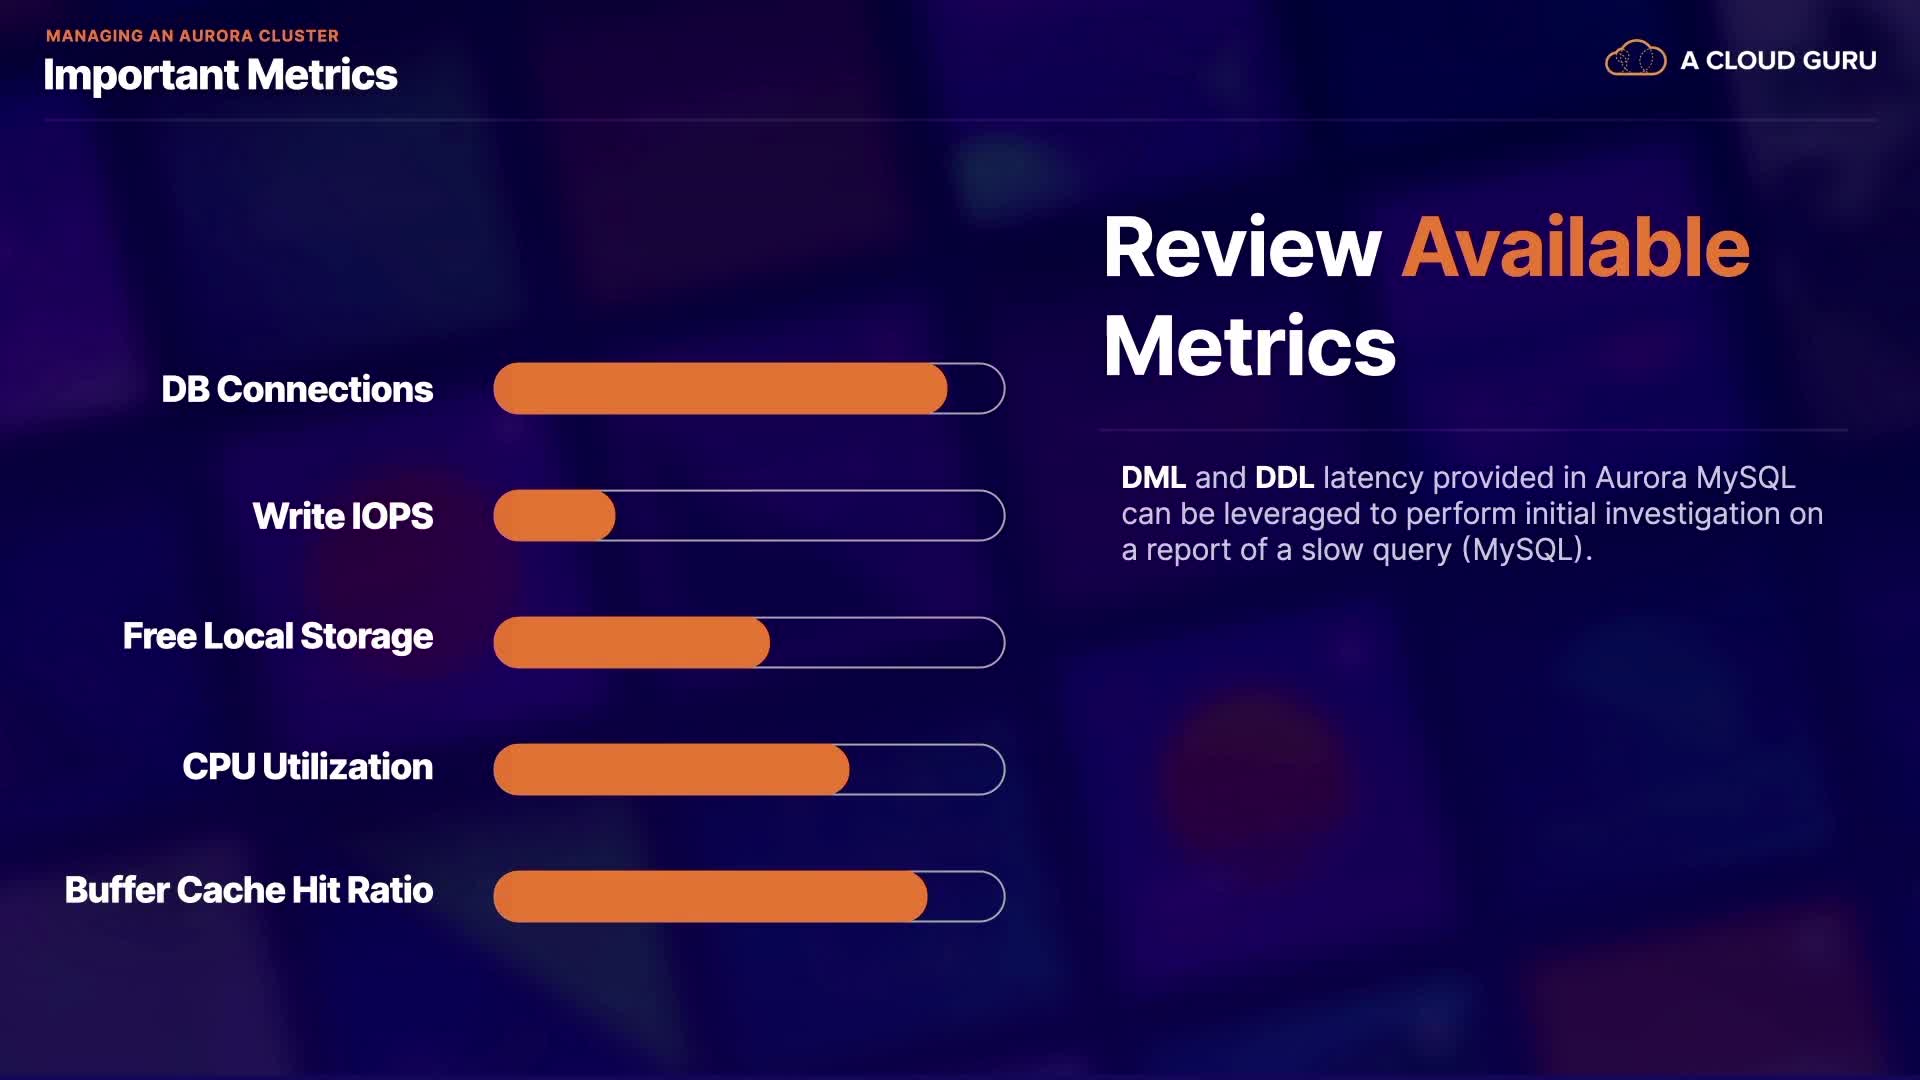 MANAGING AN AURORA CLUSTER
Important Metrics
A CLOUD GURU
DB Connections
Write IOPS
Free Local Storage
CPU Utilization
Buffer Cache Hit Ratio
Review Available
Metrics
DML and DDL latency provided in Aurora MySQL
can be leveraged to perform initial investigation on
a report of a slow query (MySQL).